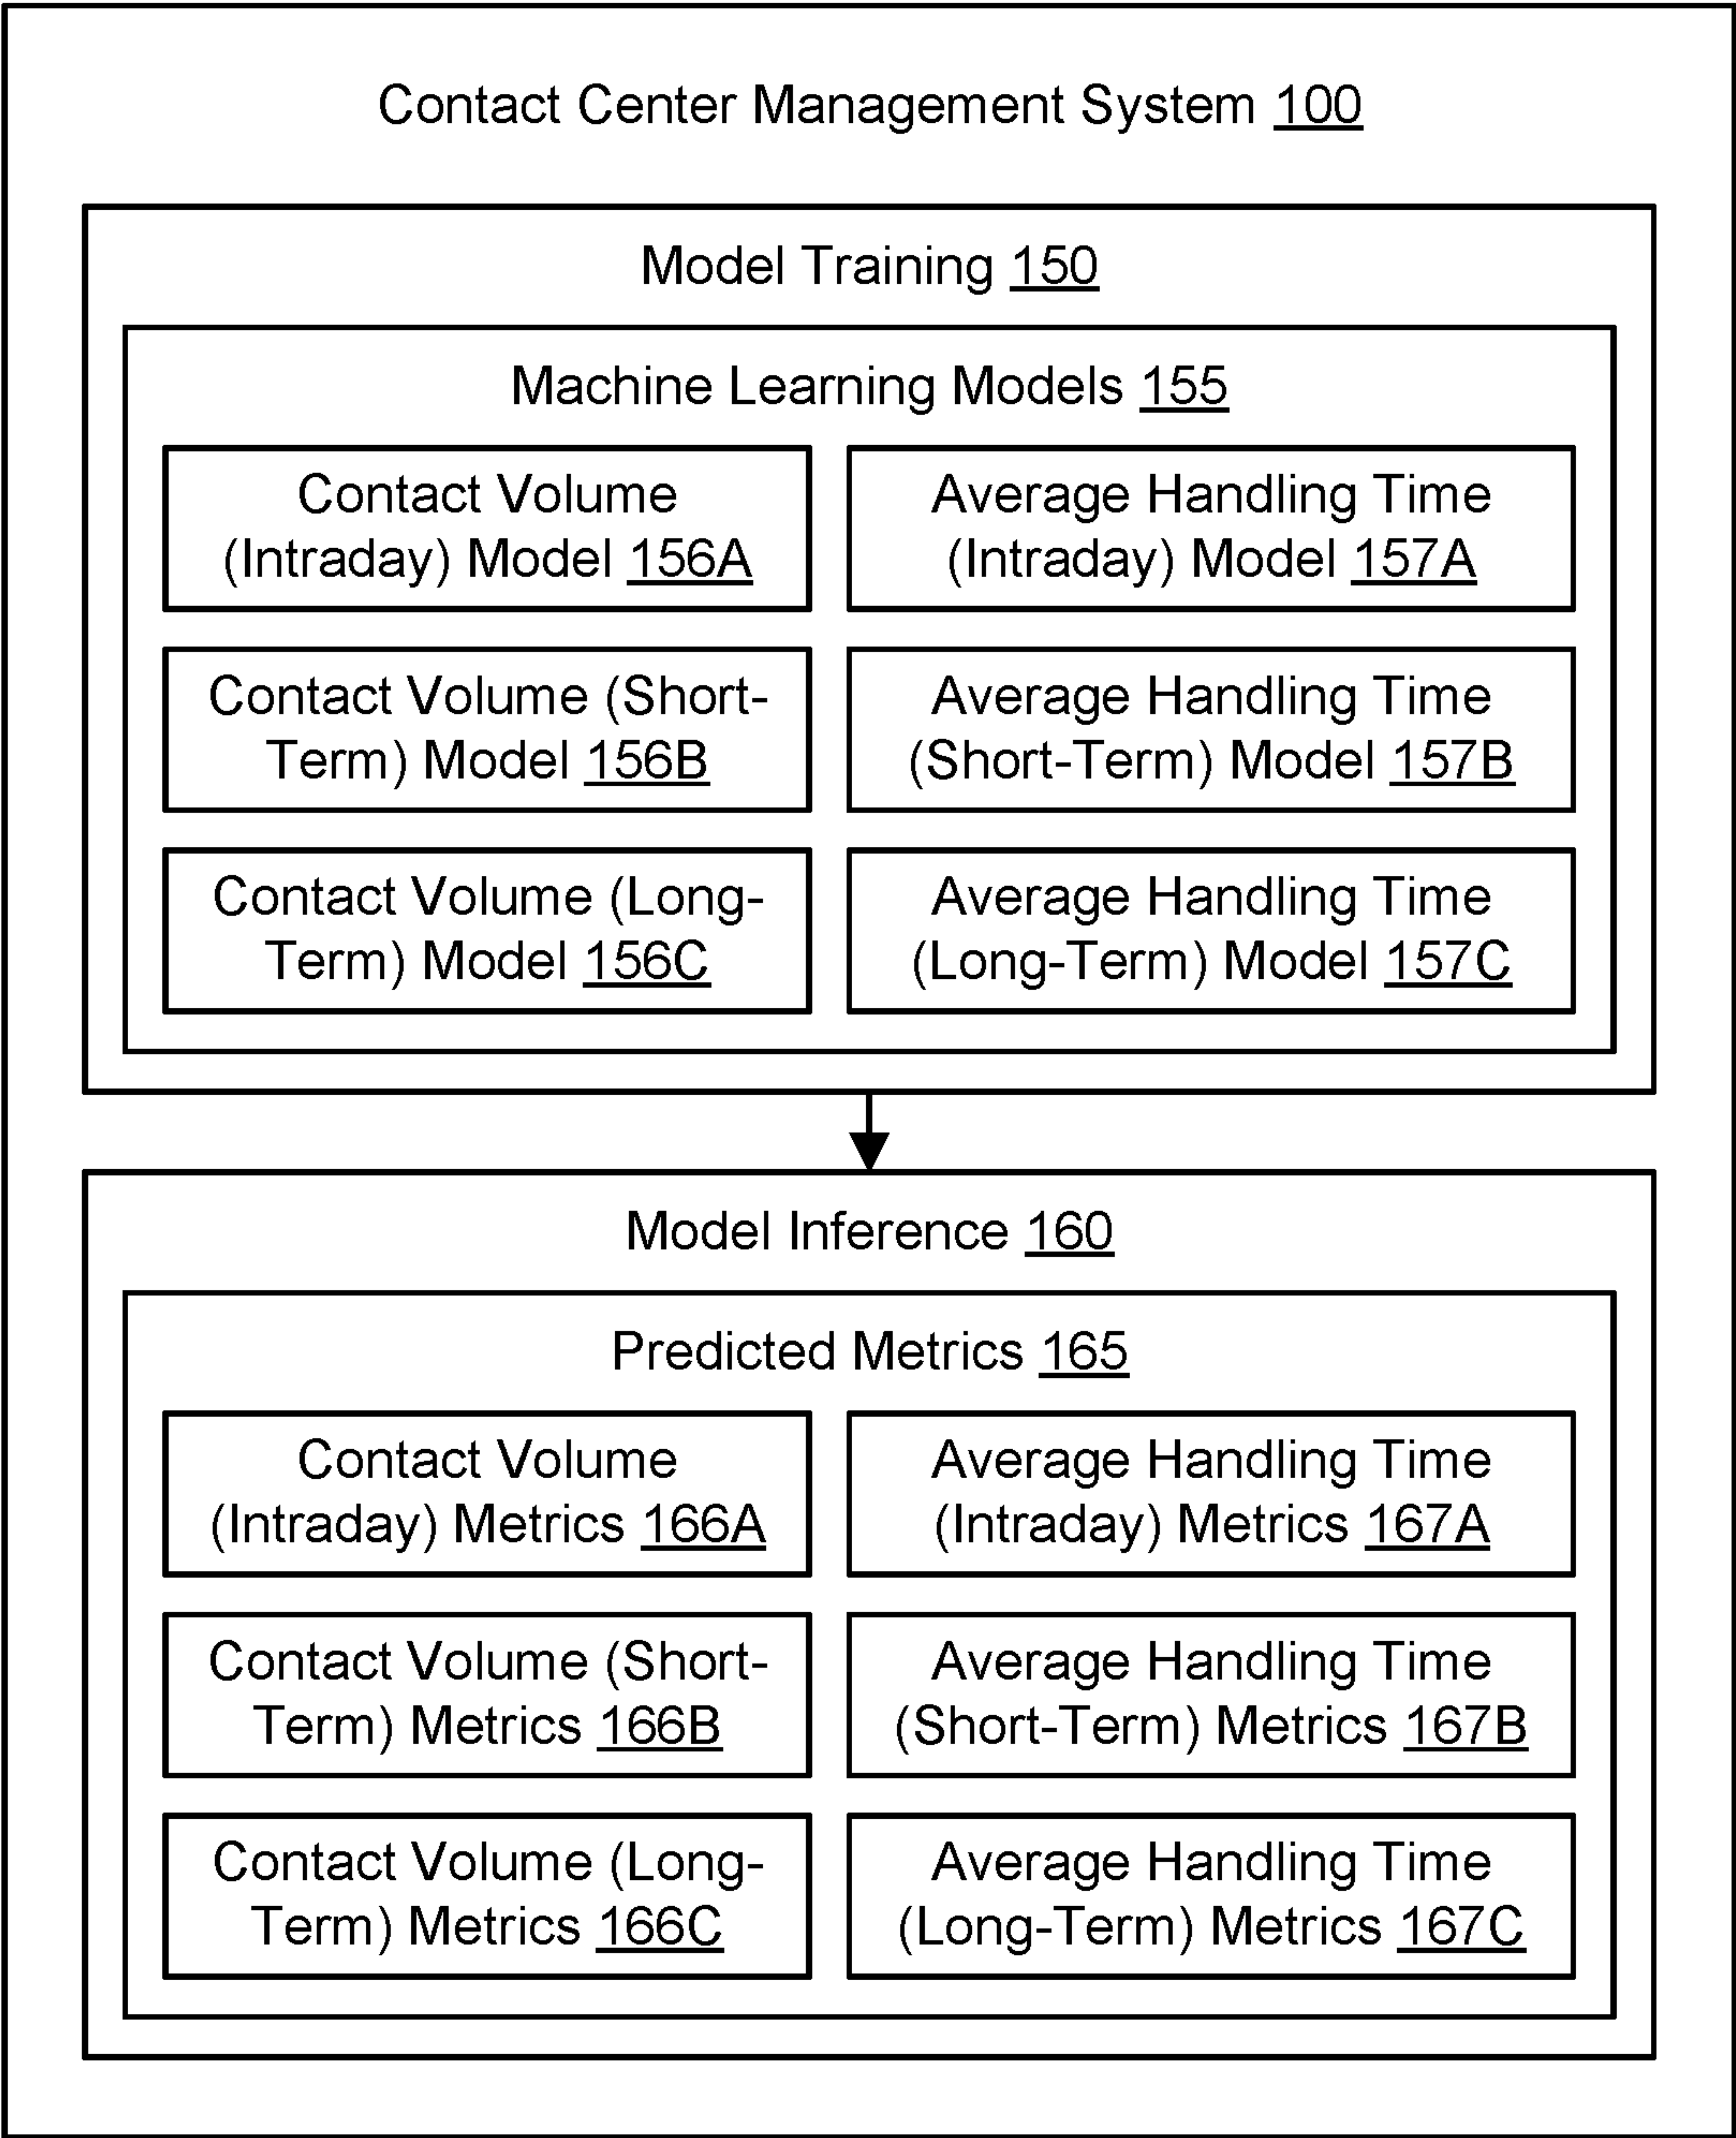 Contact Center Management System 100
Model Training 150
Machine Learning Models 155
Contact Volume
(Intraday) Model 156A
Average Handling Time
(Intraday) Model 157A
Contact Volume (Short-
Term) Model 156B
Average Handling Time
(Short-Term) Model 157B
Contact Volume (Long-
Term) Model 156C
Average Handling Time
(Long-Term) Model 157C
Model Inference 160
Predicted Metrics 165
Contact Volume
(Intraday) Metrics 166A
Average Handling Time
(Intraday) Metrics 167A
Contact Volume (Short-
Term) Metrics 166B
Average Handling Time
(Short-Term) Metrics 167B
Contact Volume (Long-
Term) Metrics 166C
Average Handling Time
(Long-Term) Metrics 167C